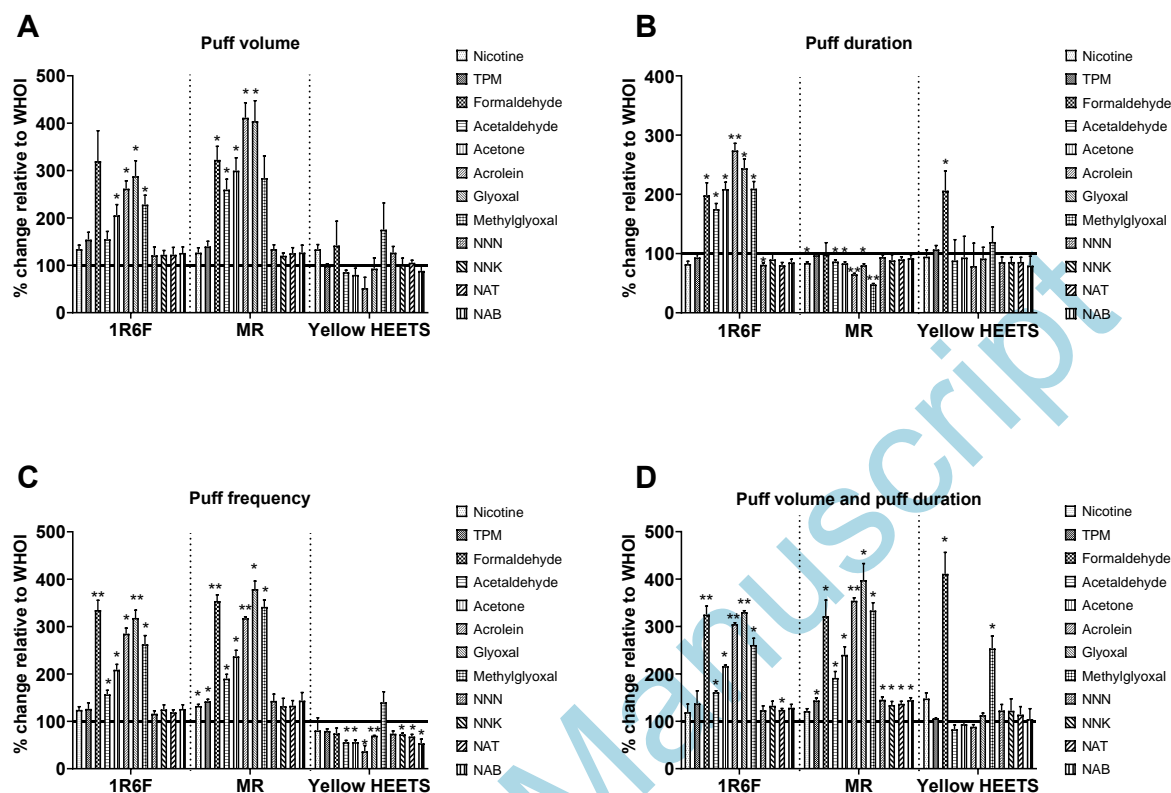 A
Puff volume
% change relative to WHOI
500
400
300
200
100
0
* * * * * * * * * *
1R6F MR Yellow HEETS
Nicotine
TPM
Formaldehyde
Acetaldehyde
Acetone
Acrolein
Glyoxal
Methylglyoxal
NNN
NNK
NAT
NAB
B
Puff duration
% change relative to WHOI
400
300
200
100
0
* * * ** * * * * * * ** * ** *
1R6F MR Yellow HEETS
Nicotine
TPM
Formaldehyde
Acetaldehyde
Acetone
Acrolein
Glyoxal
Methylglyoxal
NNN
NNK
NAT
NAB
C
Puff frequency
% change relative to WHOI
500
400
300
200
100
0
** * * * ** * * * ** * * ** * * * * * ** * * *
1R6F MR Yellow HEETS
Nicotine
TPM
Formaldehyde
Acetaldehyde
Acetone
Acrolein
Glyoxal
Methylglyoxal
NNN
NNK
NAT
NAB
D
Puff volume and puff duration
% change relative to WHOI
500
400
300
200
100
0
** * * ** ** * * * * * * ** * * * * * * * *
1R6F MR Yellow HEETS
Nicotine
TPM
Formaldehyde
Acetaldehyde
Acetone
Acrolein
Glyoxal
Methylglyoxal
NNN
NNK
NAT
NAB
Manuscript